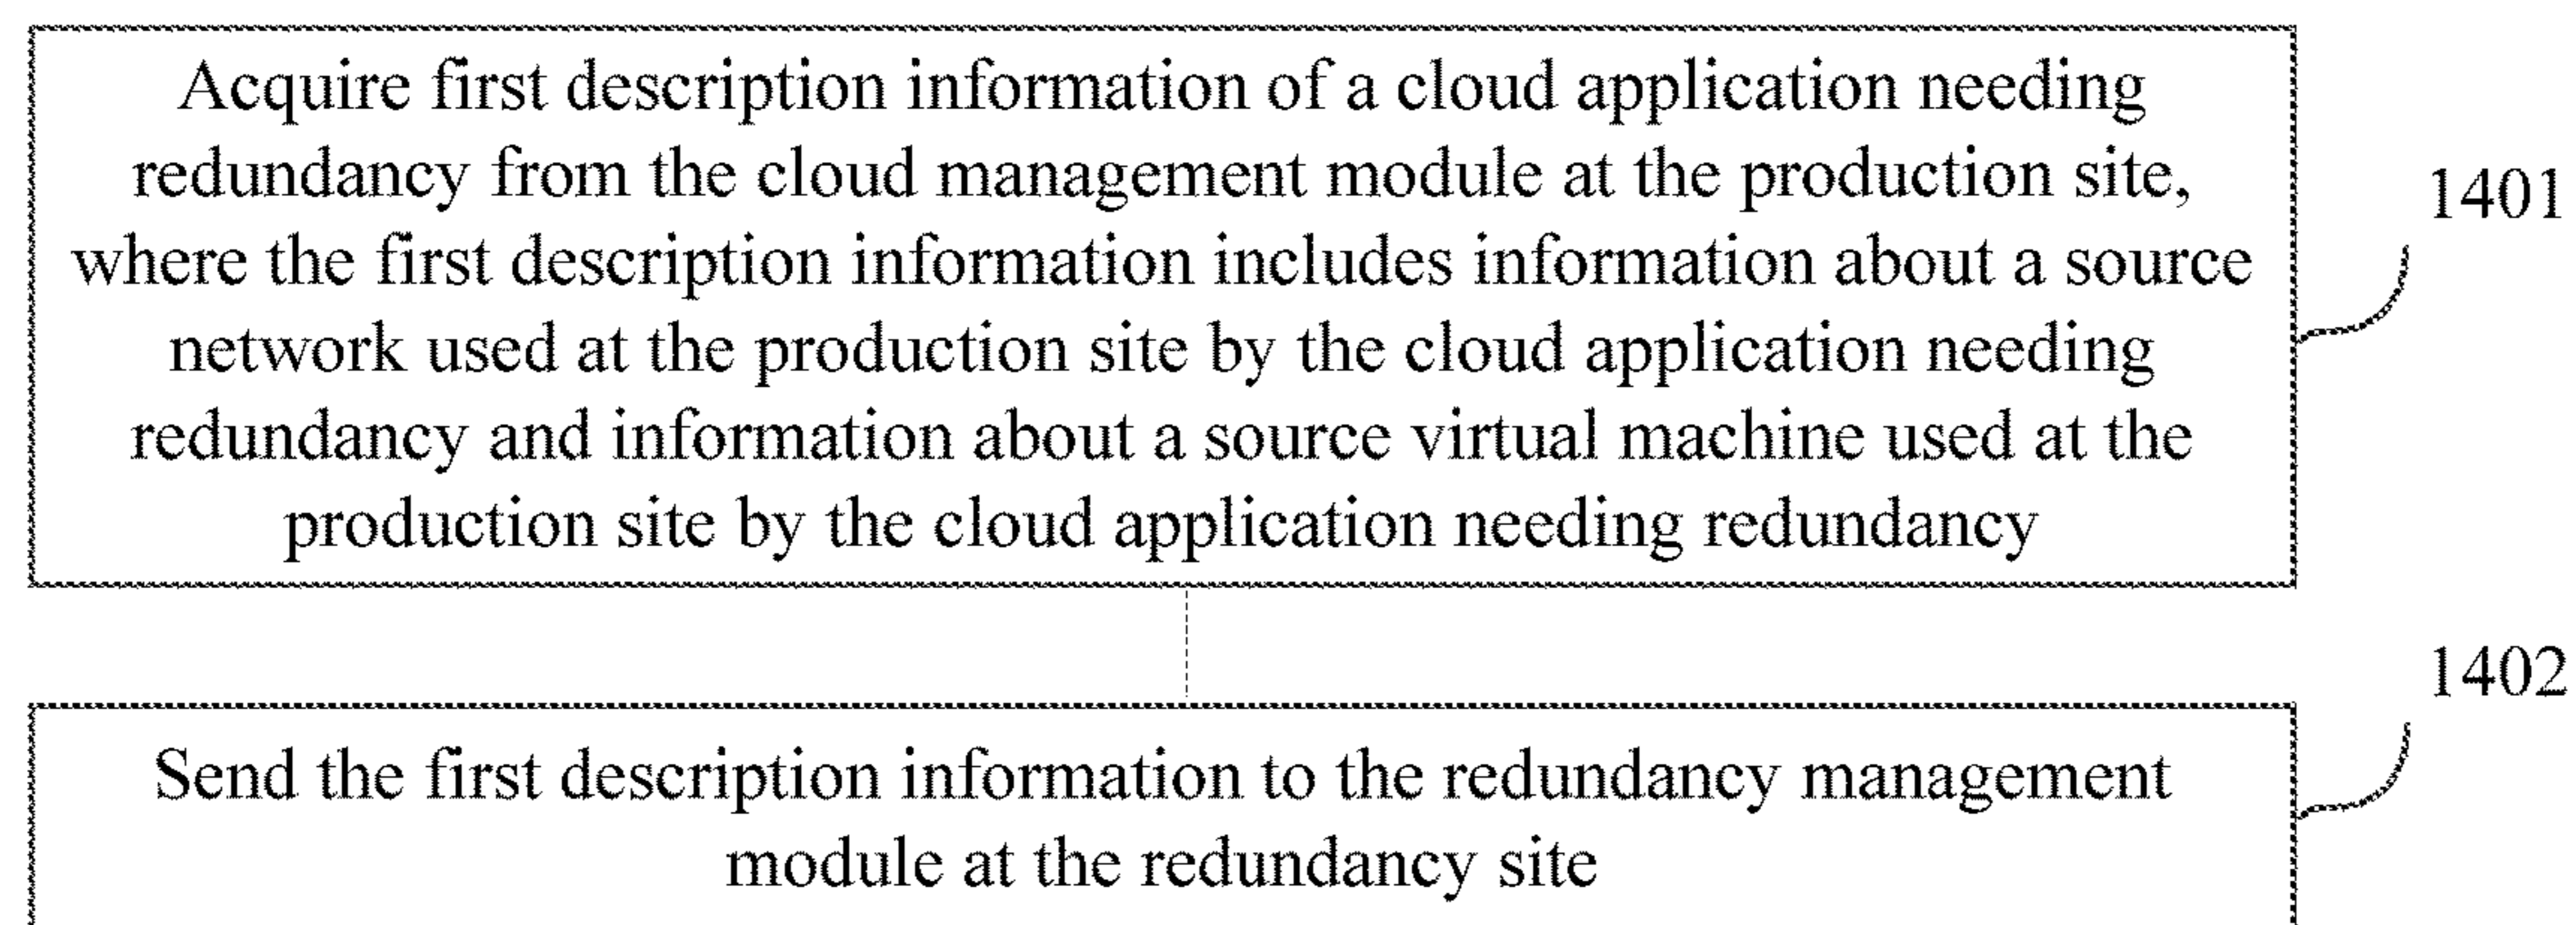 Acquire first description information of a cloud application needing
redundancy from the cloud management module at the production site,
where the first description information includes information about a source
network used at the production site by the cloud application needing
redundancy and information about a source virtual machine used at the
production site by the cloud application needing redundancy
1401
Send the first description information to the redundancy management
module at the redundancy site
1402